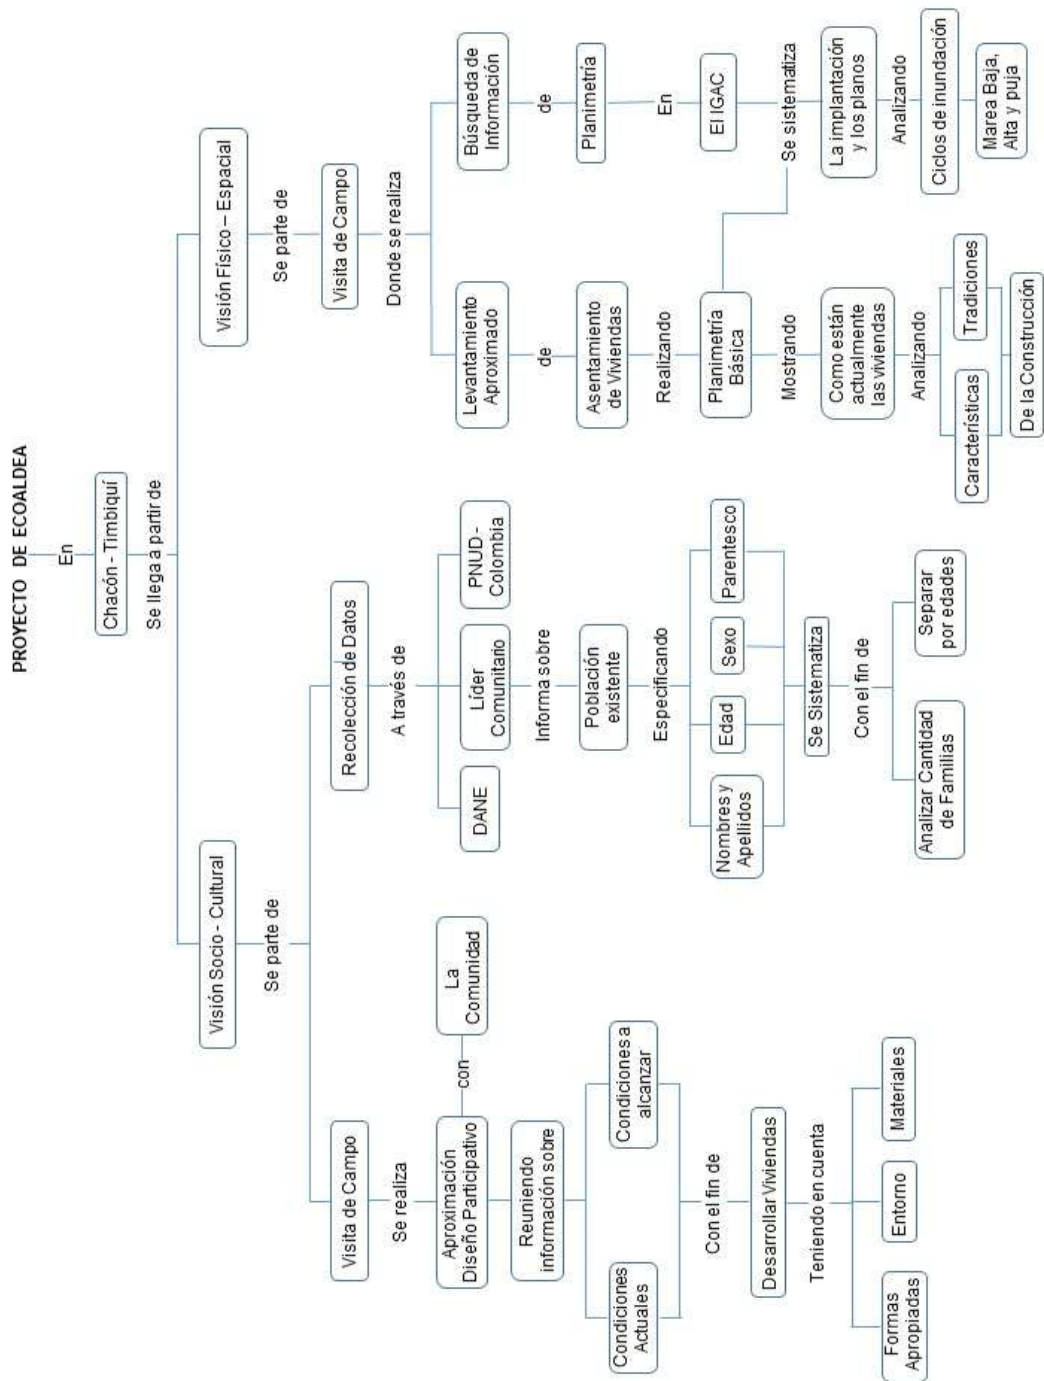 PROYECTO DE ECOALDEA
En
Chacón - Timbiquí
Se llega a partir de
Visión Socio - Cultural
Se parte de
Visita de Campo
Se realiza
Aproximación
Diseño Participativo
con
La
Comunidad
Reuniendo
información sobre
Condiciones
Actuales
Condiciones a
alcanzar
Con el fin de
Desarrollar Viviendas
Teniendo en cuenta
Formas
Apropiadas
Entorno
Materiales
Recolección de Datos
A través de
DANE
Líder
Comunitario
PNUD -
Colombia
Informa sobre
Población
existente
Especificando
Nombres y
Apellidos
Edad
Sexo
Parentesco
Se Sistematiza
Con el fin de
Analizar Cantidad
de Familias
Separar
por edades
Visión Físico – Espacial
Se parte de
Visita de Campo
Donde se realiza
Levantamiento
Aproximado
de
Asentamiento
de Viviendas
Realizando
Planimetría
Básica
Mostrando
Como están
actualmente
las viviendas
Analizando
Características
Tradiciones
De la Construcción
Búsqueda de
Información
de
Planimetría
En
El IGAC
Se sistematiza
La implantación
y los planos
Analizando
Ciclos de inundación
Marea Baja,
Alta y puja